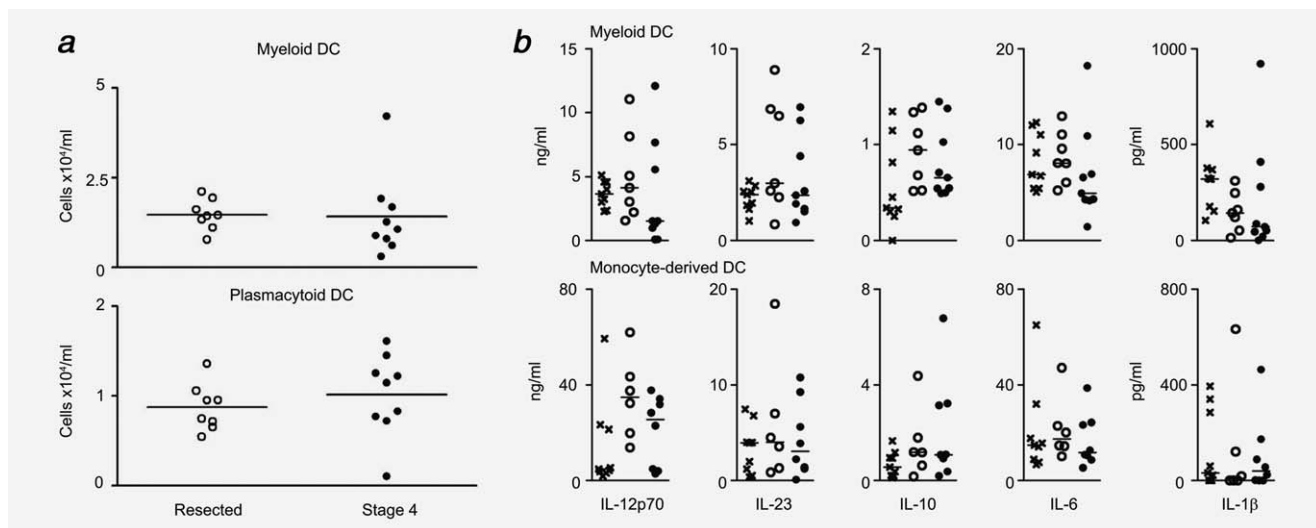 a
Myeloid DC
5
2.5
0
Cells x10⁴/ml
Plasmacytoid DC
2
1
0
Cells x10⁴/ml
Resected Stage 4
b
Myeloid DC
15
10
5
0
ng/ml
10
5
0
2
1
0
20
10
0
1000
500
0
pg/ml
Monocyte-derived DC
80
40
0
ng/ml
20
10
0
8
4
0
80
40
0
800
400
0
pg/ml
IL-12p70 IL-23 IL-10 IL-6 IL-1β